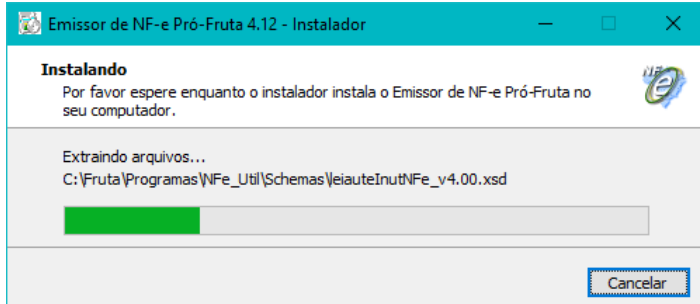 Emissor de NF-e Pró-Fruta 4.12 - Instalador
Instalando
Por favor espere enquanto o instalador instala o Emissor de NF-e Pró-Fruta no
seu computador.
NF-e
Extraindo arquivos...
C:\Fruta\Programas\NFe_Util\Schemas\leiauteInutNFe_v4.00.xsd
Cancelar